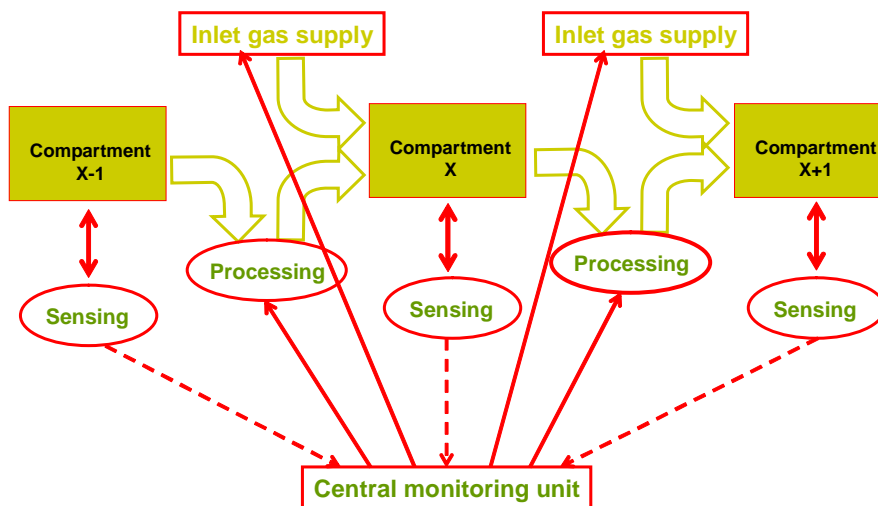 Inlet gas supply
Inlet gas supply
Compartment
X-1
Compartment
X
Compartment
X+1
Processing
Processing
Sensing
Sensing
Sensing
Central monitoring unit